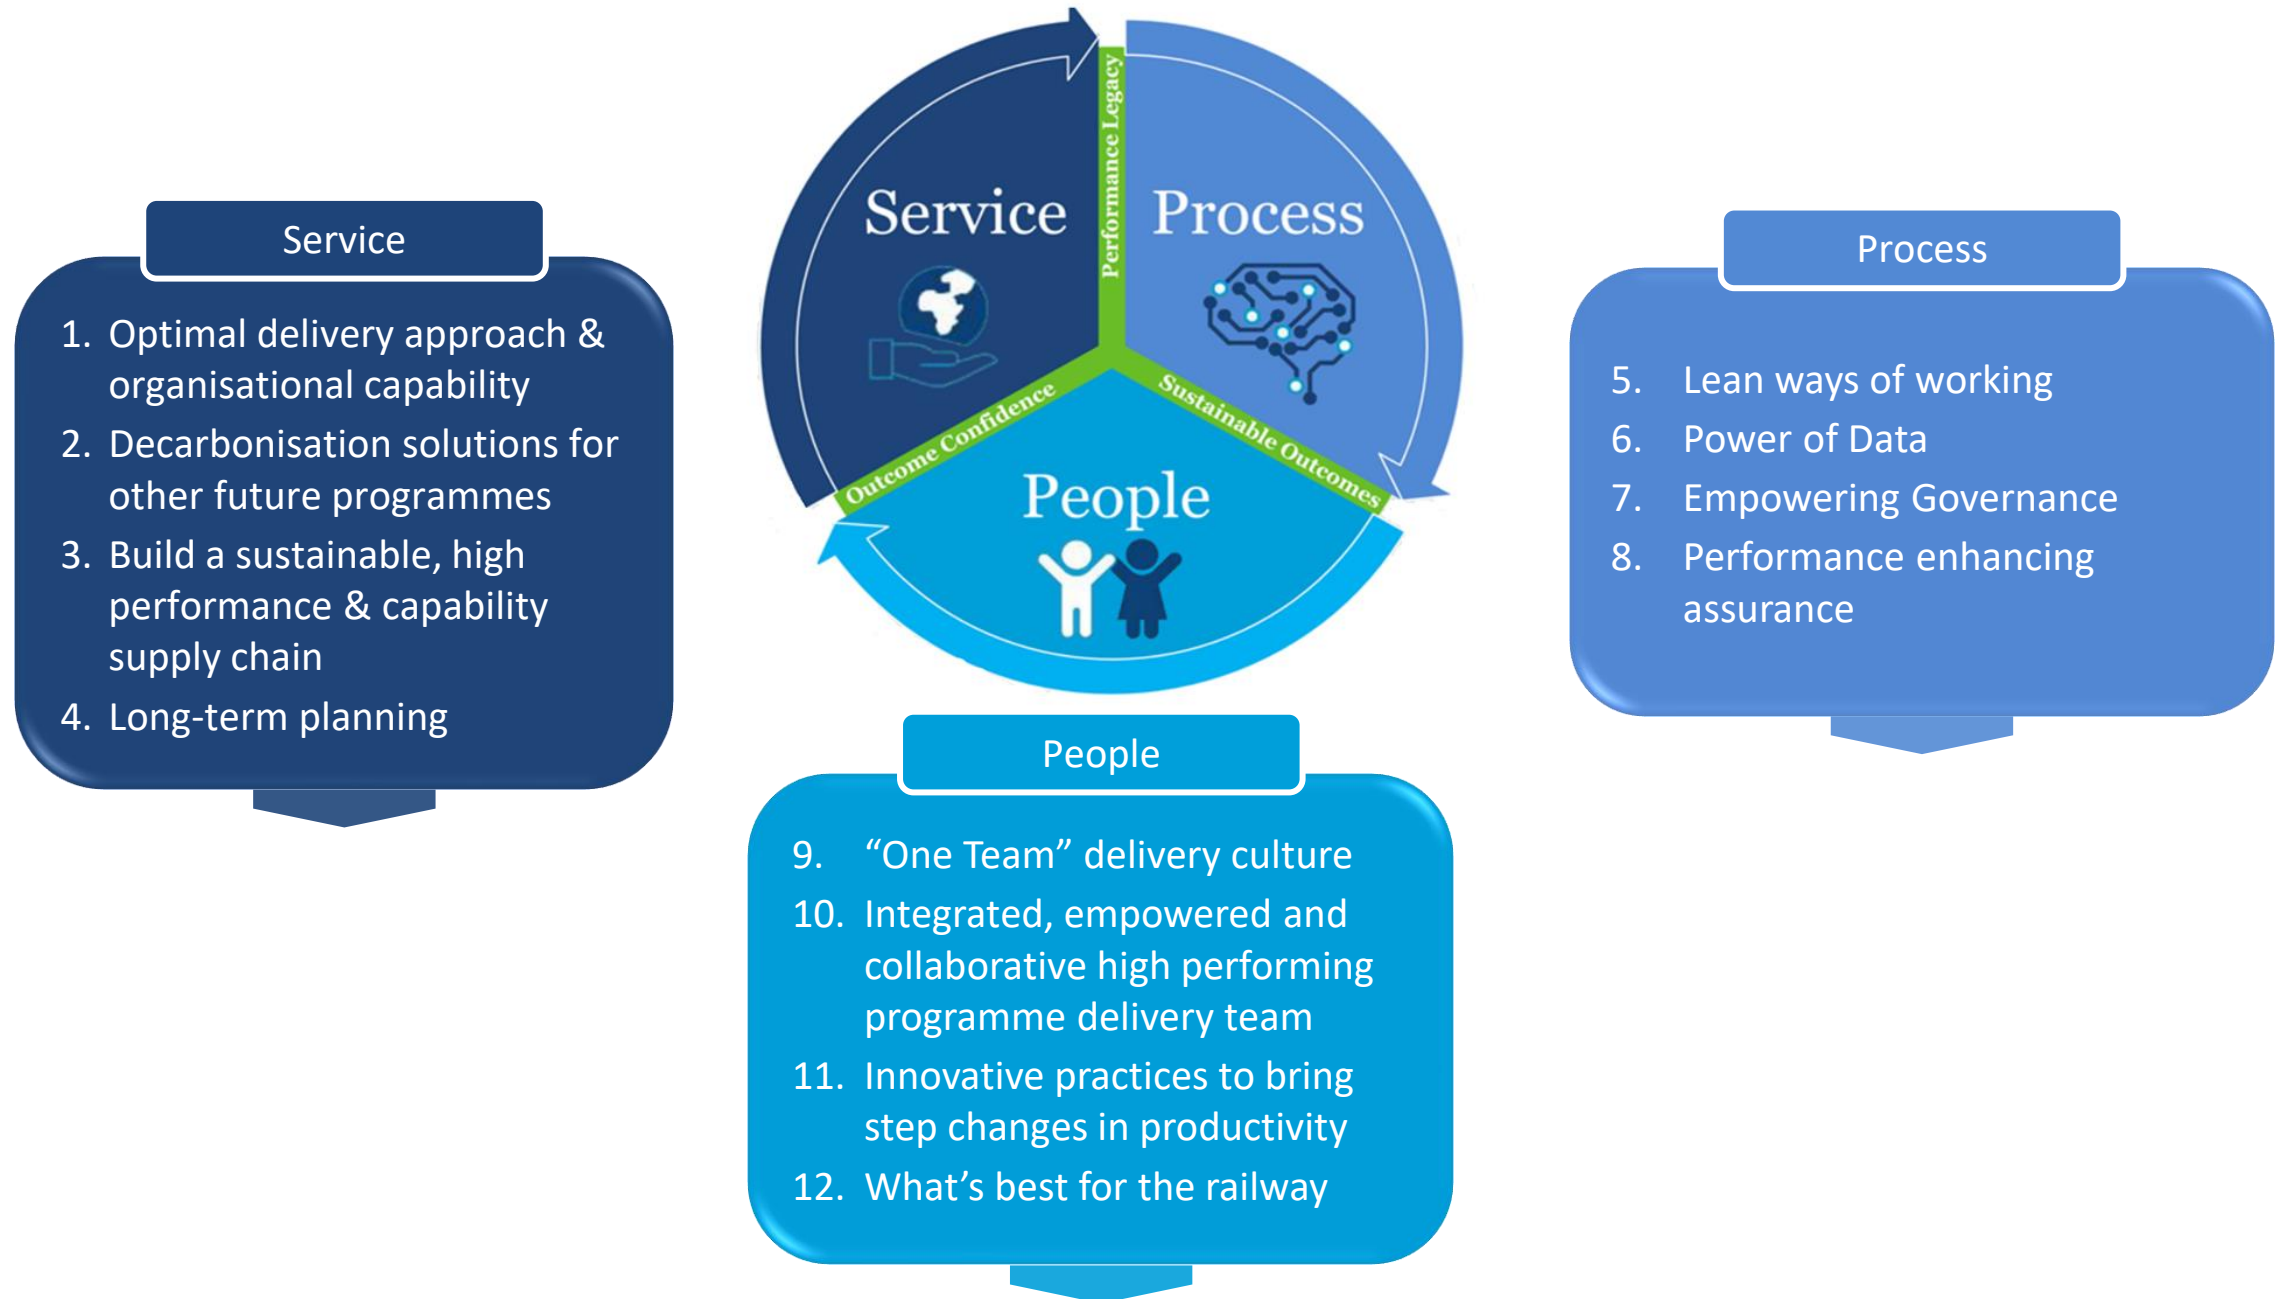 Service
1. Optimal delivery approach &
organisational capability
2. Decarbonisation solutions for
other future programmes
3. Build a sustainable, high
performance & capability
supply chain
4. Long-term planning
Service
Process
People
Performance Legacy
Outcome Confidence
Sustainable Outcomes
Process
5. Lean ways of working
6. Power of Data
7. Empowering Governance
8. Performance enhancing
assurance
People
9. “One Team” delivery culture
10. Integrated, empowered and
collaborative high performing
programme delivery team
11. Innovative practices to bring
step changes in productivity
12. What’s best for the railway